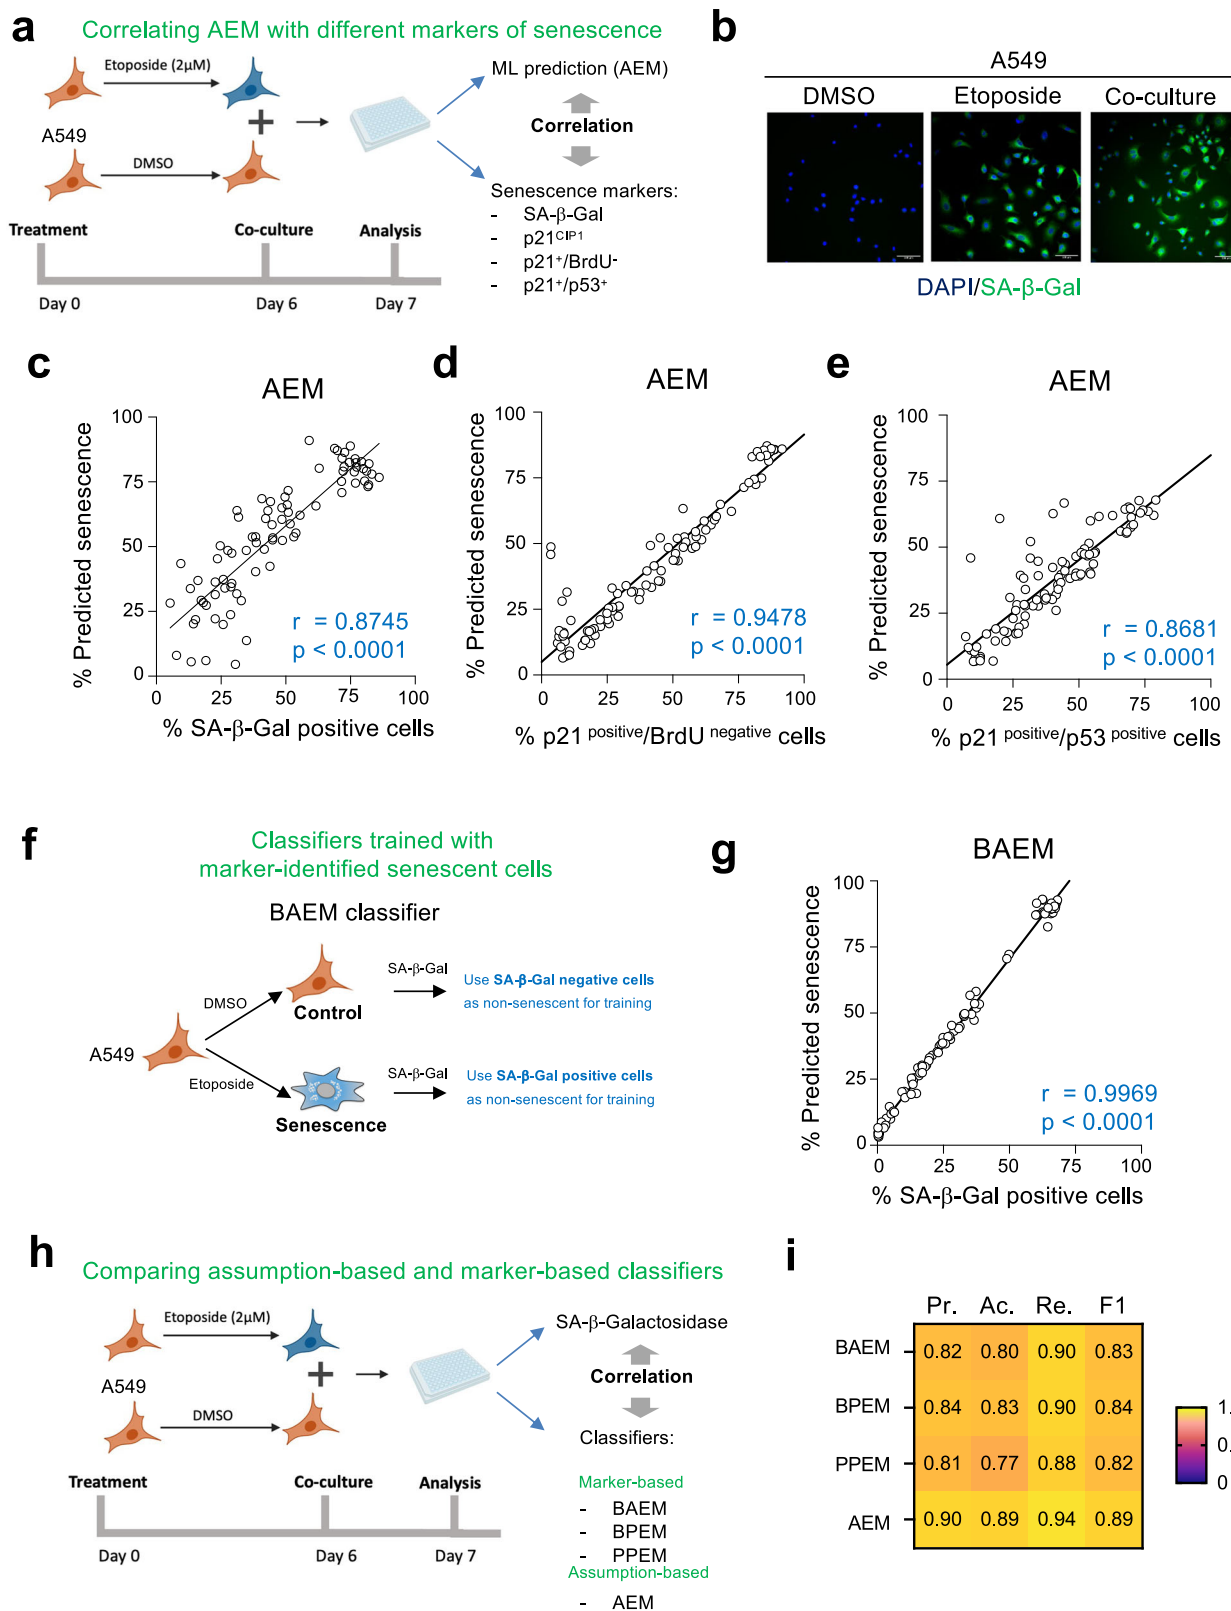 a
Correlating AEM with different markers of senescence
Etoposide (2μM)
A549
DMSO
ML prediction (AEM)
Correlation
Senescence markers:
- SA-β-Gal
- p21CIP1
- p21+/BrdU-
- p21+/p53+
Treatment
Co-culture
Analysis
Day 0
Day 6
Day 7
b
A549
DMSO
Etoposide
Co-culture
DAPI/SA-β-Gal
c
AEM
% Predicted senescence
100
75
50
25
0
r = 0.8745
p < 0.0001
0 25 50 75 100
% SA-β-Gal positive cells
d
AEM
% Predicted senescence
100
75
50
25
0
r = 0.9478
p < 0.0001
0 25 50 75 100
% p21 positive/BrdU negative cells
e
AEM
% Predicted senescence
100
75
50
25
0
r = 0.8681
p < 0.0001
0 25 50 75 100
% p21 positive/p53 positive cells
f
Classifiers trained with
marker-identified senescent cells
BAEM classifier
A549
DMSO
Control
SA-β-Gal
Use SA-β-Gal negative cells
as non-senescent for training
Etoposide
Senescence
SA-β-Gal
Use SA-β-Gal positive cells
as non-senescent for training
g
BAEM
% Predicted senescence
100
75
50
25
0
r = 0.9969
p < 0.0001
0 25 50 75 100
% SA-β-Gal positive cells
h
Comparing assumption-based and marker-based classifiers
Etoposide (2μM)
A549
DMSO
SA-β-Galactosidase
Correlation
Classifiers:
Marker-based
- BAEM
- BPEM
- PPEM
Assumption-based
- AEM
Treatment
Co-culture
Analysis
Day 0
Day 6
Day 7
i
Pr. Ac. Re. F1
BAEM 0.82 0.80 0.90 0.83
BPEM 0.84 0.83 0.90 0.84
PPEM 0.81 0.77 0.88 0.82
AEM 0.90 0.89 0.94 0.89
1.
0.
0